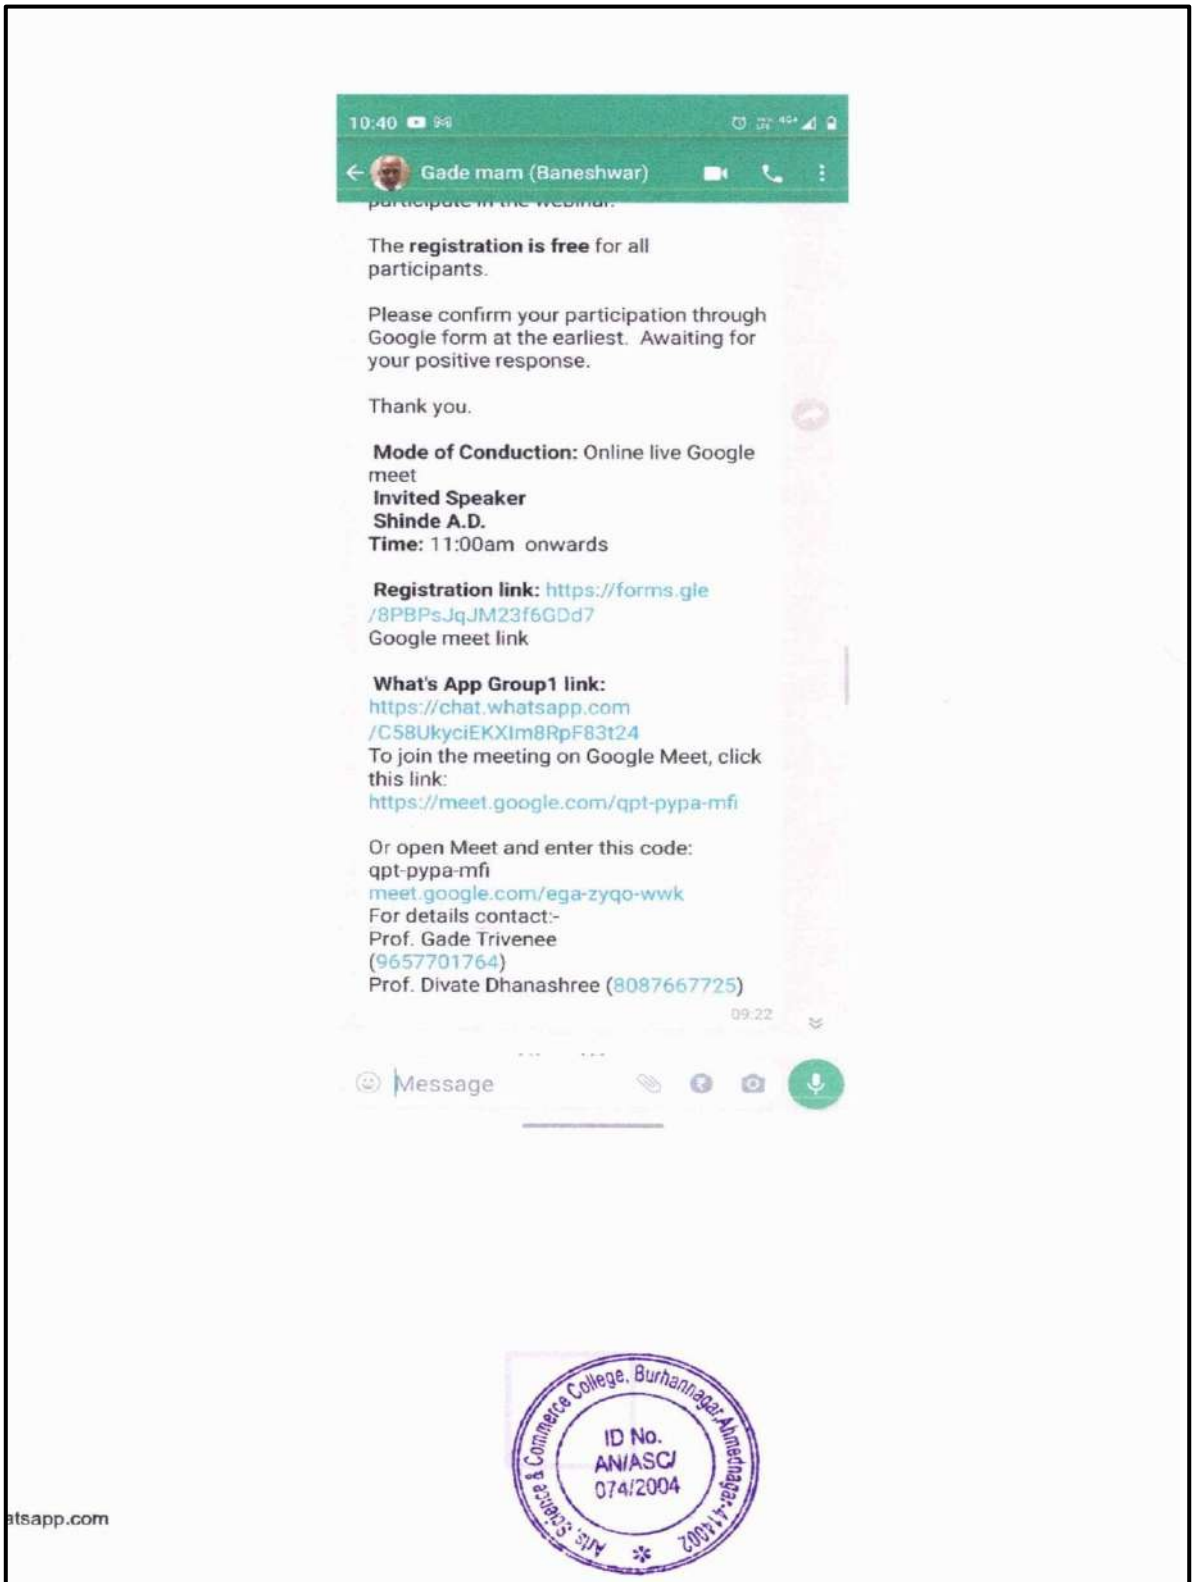 10:40
4G+
Gade mam (Baneshwar)
participate in the webinar.
The registration is free for all
participants.
Please confirm your participation through
Google form at the earliest.  Awaiting for
your positive response.
Thank you.
Mode of Conduction: Online live Google
meet
Invited Speaker
Shinde A.D.
Time: 11:00am  onwards
Registration link: https://forms.gle
/8PBPsJqJM23f6GDd7
Google meet link
What's App Group1 link:
https://chat.whatsapp.com
/C58UkyciEKXIm8RpF83t24
To join the meeting on Google Meet, click
this link:
https://meet.google.com/qpt-pypa-mfi
Or open Meet and enter this code:
qpt-pypa-mfi
meet.google.com/ega-zyqo-wwk
For details contact:-
Prof. Gade Trivenee
(9657701764)
Prof. Divate Dhanashree (8087667725)
09:22
Message
Arts, Science & Commerce College, Burhannagar, Ahmednagar-414002
ID No.
AN/ASC/
074/2004
atsapp.com